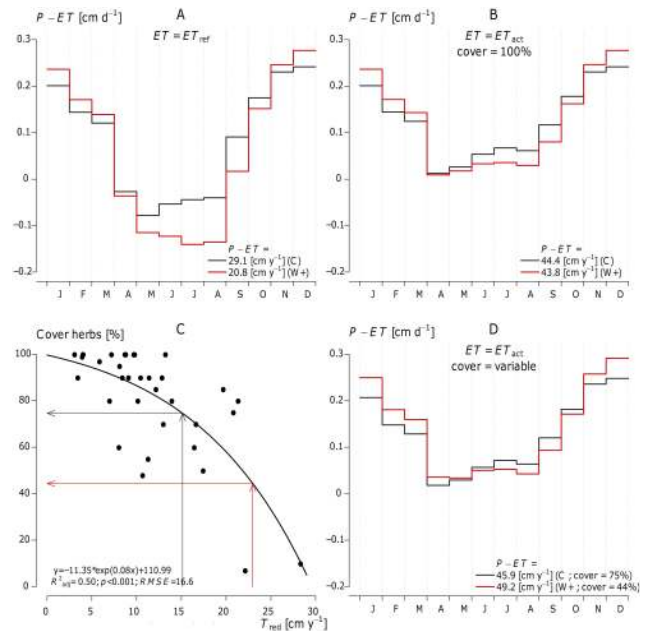 P – ET [cm d⁻¹]
A
ET = ET_ref
0.3
0.2
0.1
0
−0.1
−0.2
P – ET =
29.1 [cm y⁻¹] (C)
20.8 [cm y⁻¹] (W+)
J F M A M J J A S O N D
P – ET [cm d⁻¹]
B
ET = ET_act
cover = 100%
0.3
0.2
0.1
0
−0.1
−0.2
P – ET =
44.4 [cm y⁻¹] (C)
43.8 [cm y⁻¹] (W+)
J F M A M J J A S O N D
Cover herbs [%]
C
100
80
60
40
20
0
y=−11.35*exp(0.08x)+110.99
R²_NS = 0.50; p<0.001; RMSE=16.6
0 5 10 15 20 25 30
T_red [cm y⁻¹]
P – ET [cm d⁻¹]
D
ET = ET_act
cover = variable
0.3
0.2
0.1
0
−0.1
−0.2
P – ET =
45.9 [cm y⁻¹] (C ; cover = 75%)
49.2 [cm y⁻¹] (W+ ; cover = 44%)
J F M A M J J A S O N D